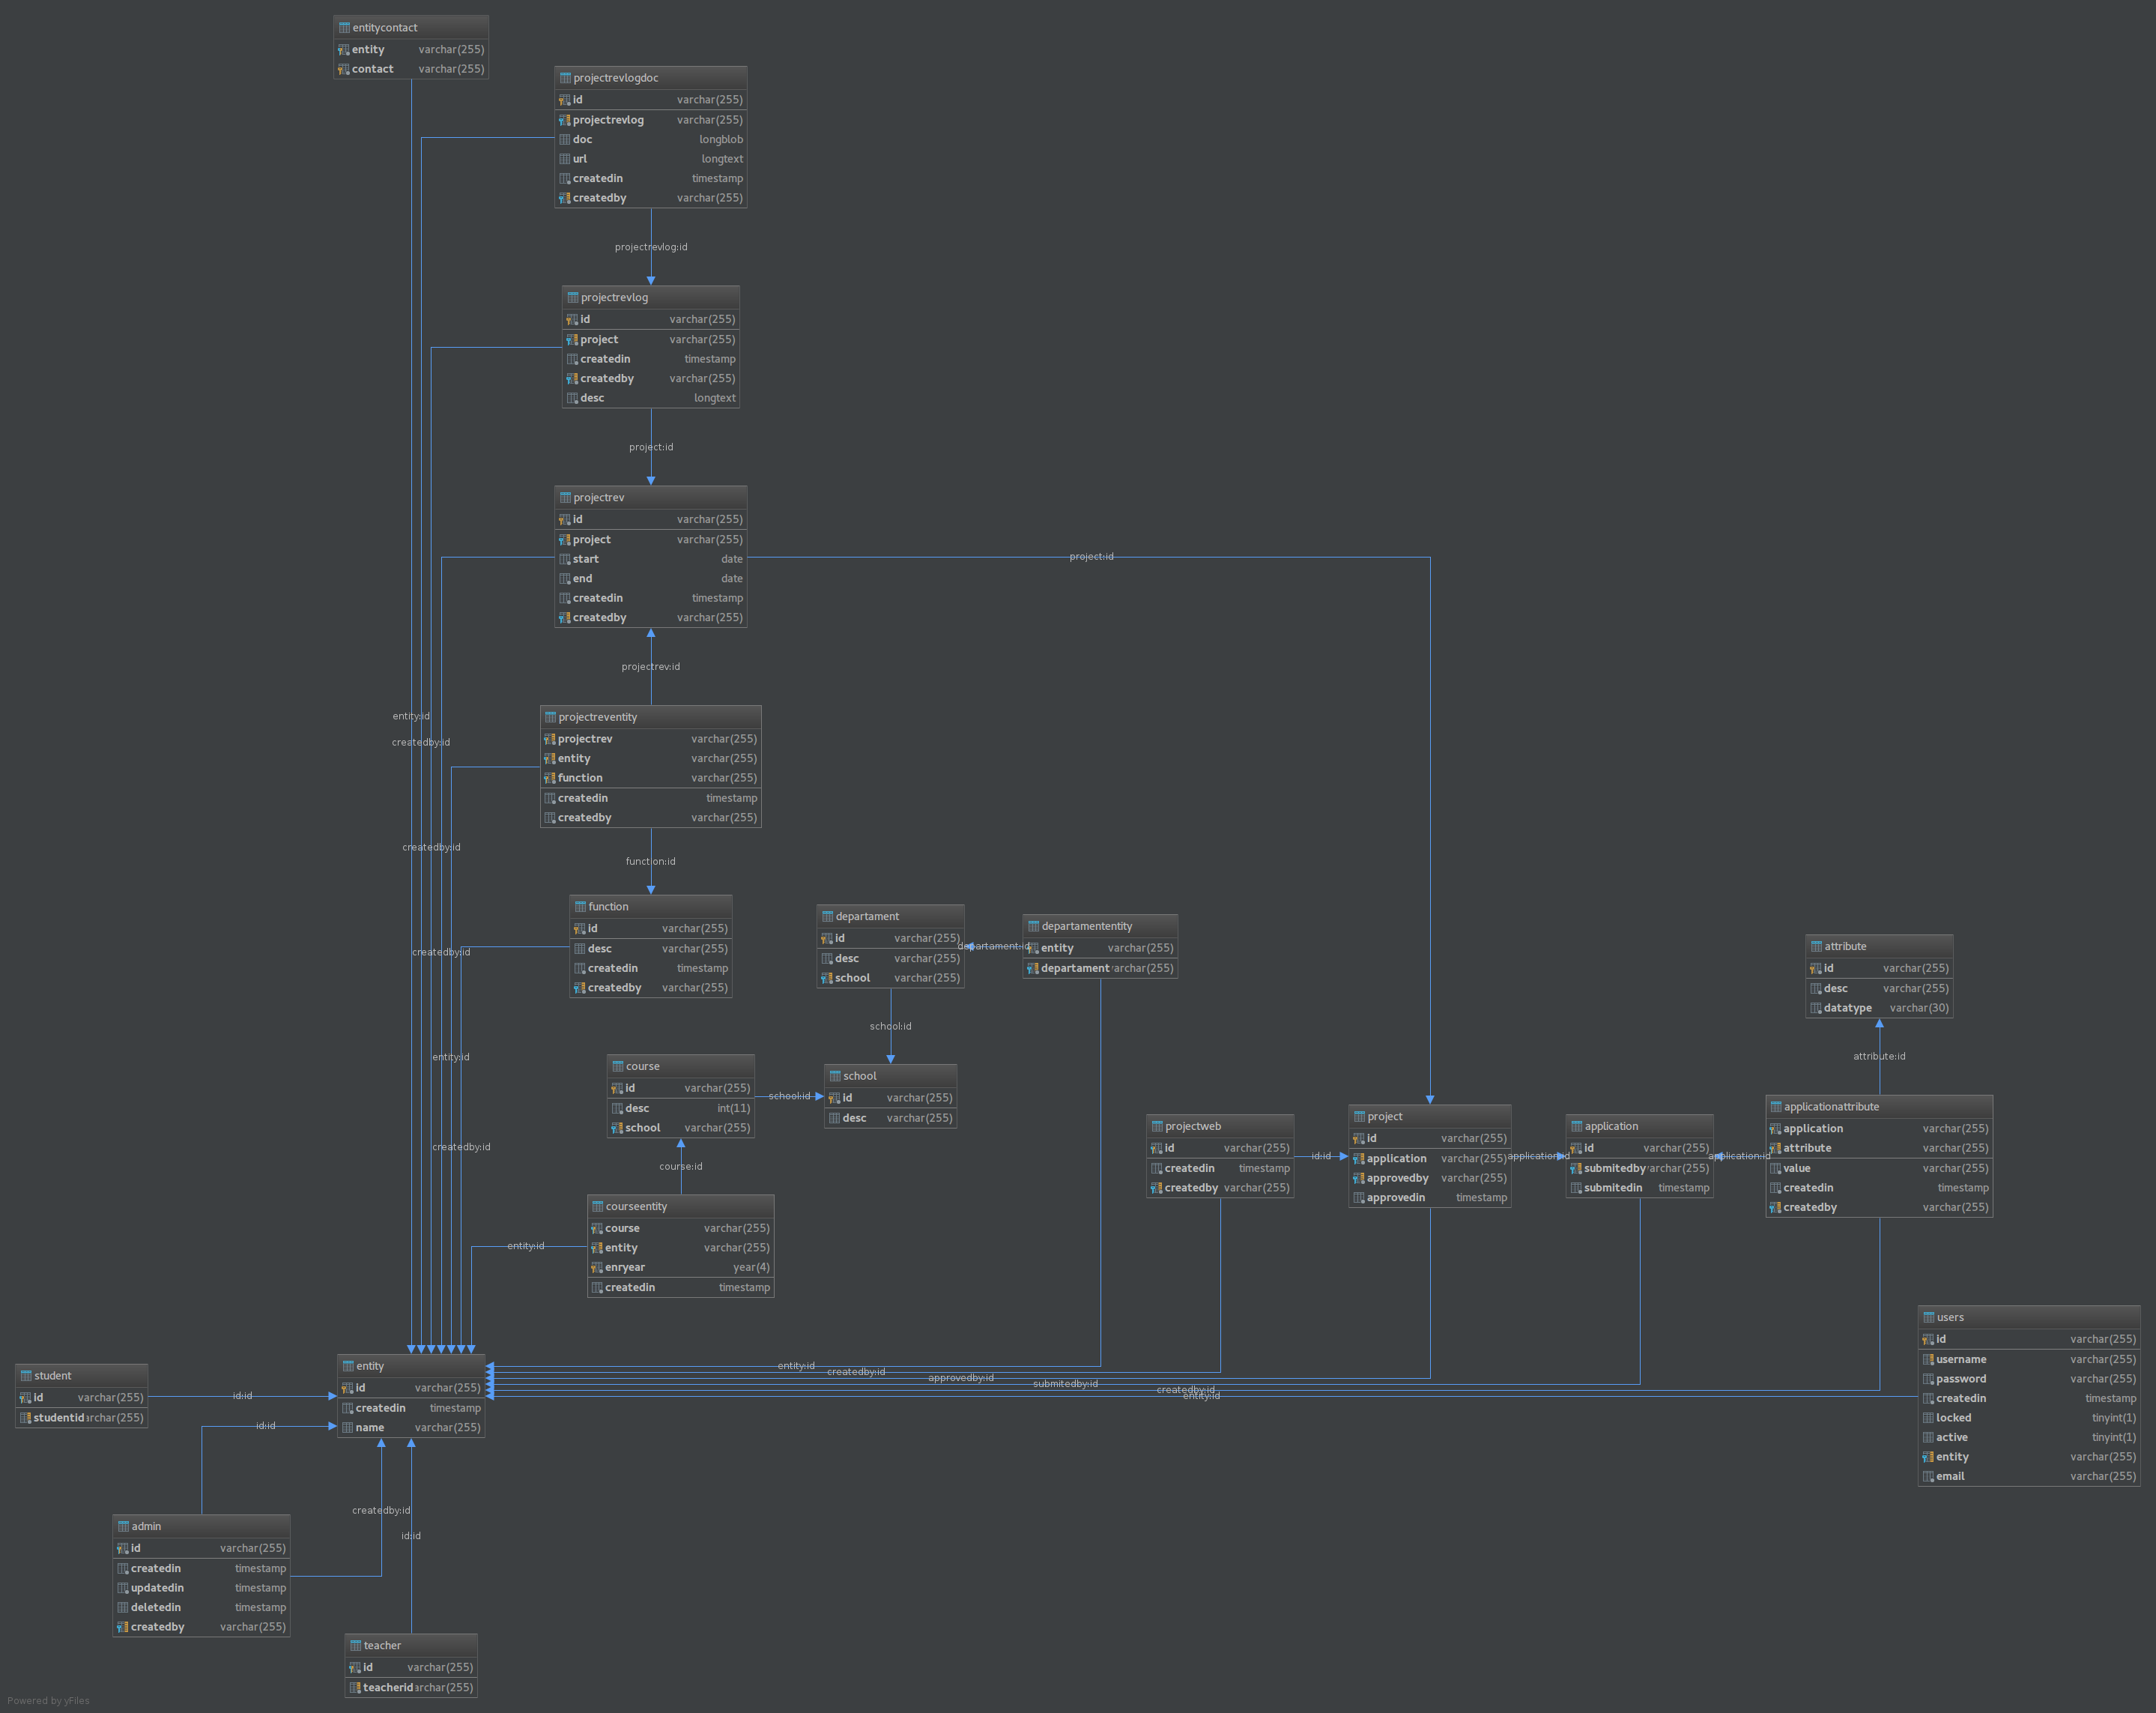 entitycontact
entity varchar(255)
contact varchar(255)
projectrevlogdoc
id varchar(255)
projectrevlog varchar(255)
doc longblob
url longtext
createdin timestamp
createdby varchar(255)
projectrevlog:id
projectrevlog
id varchar(255)
project varchar(255)
createdin timestamp
createdby varchar(255)
desc longtext
project:id
projectrev
id varchar(255)
project varchar(255)
start date
end date
createdin timestamp
createdby varchar(255)
project:id
projectrev:id
projectreventity
projectrev varchar(255)
entity varchar(255)
function varchar(255)
createdin timestamp
createdby varchar(255)
entity:id
createdby:id
createdby:id
function:id
function
id varchar(255)
desc varchar(255)
createdin timestamp
createdby varchar(255)
createdby:id
departament
id varchar(255)
desc varchar(255)
school varchar(255)
departament:id
departamententity
entity varchar(255)
departament varchar(255)
school:id
attribute
id varchar(255)
desc varchar(255)
datatype varchar(30)
attribute:id
entity:id
createdby:id
course
id varchar(255)
desc int(11)
school varchar(255)
school:id
school
id varchar(255)
desc varchar(255)
course:id
projectweb
id varchar(255)
createdin timestamp
createdby varchar(255)
id:id
project
id varchar(255)
application varchar(255)
approvedby varchar(255)
approvedin timestamp
application:id
application
id varchar(255)
submitedby varchar(255)
submitedin timestamp
application:id
applicationattribute
application varchar(255)
attribute varchar(255)
value varchar(255)
createdin timestamp
createdby varchar(255)
courseentity
course varchar(255)
entity varchar(255)
enryear year(4)
createdin timestamp
entity:id
users
id varchar(255)
username varchar(255)
password varchar(255)
createdin timestamp
locked tinyint(1)
active tinyint(1)
entity varchar(255)
email varchar(255)
entity
id varchar(255)
createdin timestamp
name varchar(255)
entity:id
createdby:id
approvedby:id
submitedby:id
createdby:id
entity:id
student
id varchar(255)
studentid archar(255)
id:id
id:id
createdby:id
id:id
admin
id varchar(255)
createdin timestamp
updatedin timestamp
deletedin timestamp
createdby varchar(255)
teacher
id varchar(255)
teacherid archar(255)
Powered by yFiles